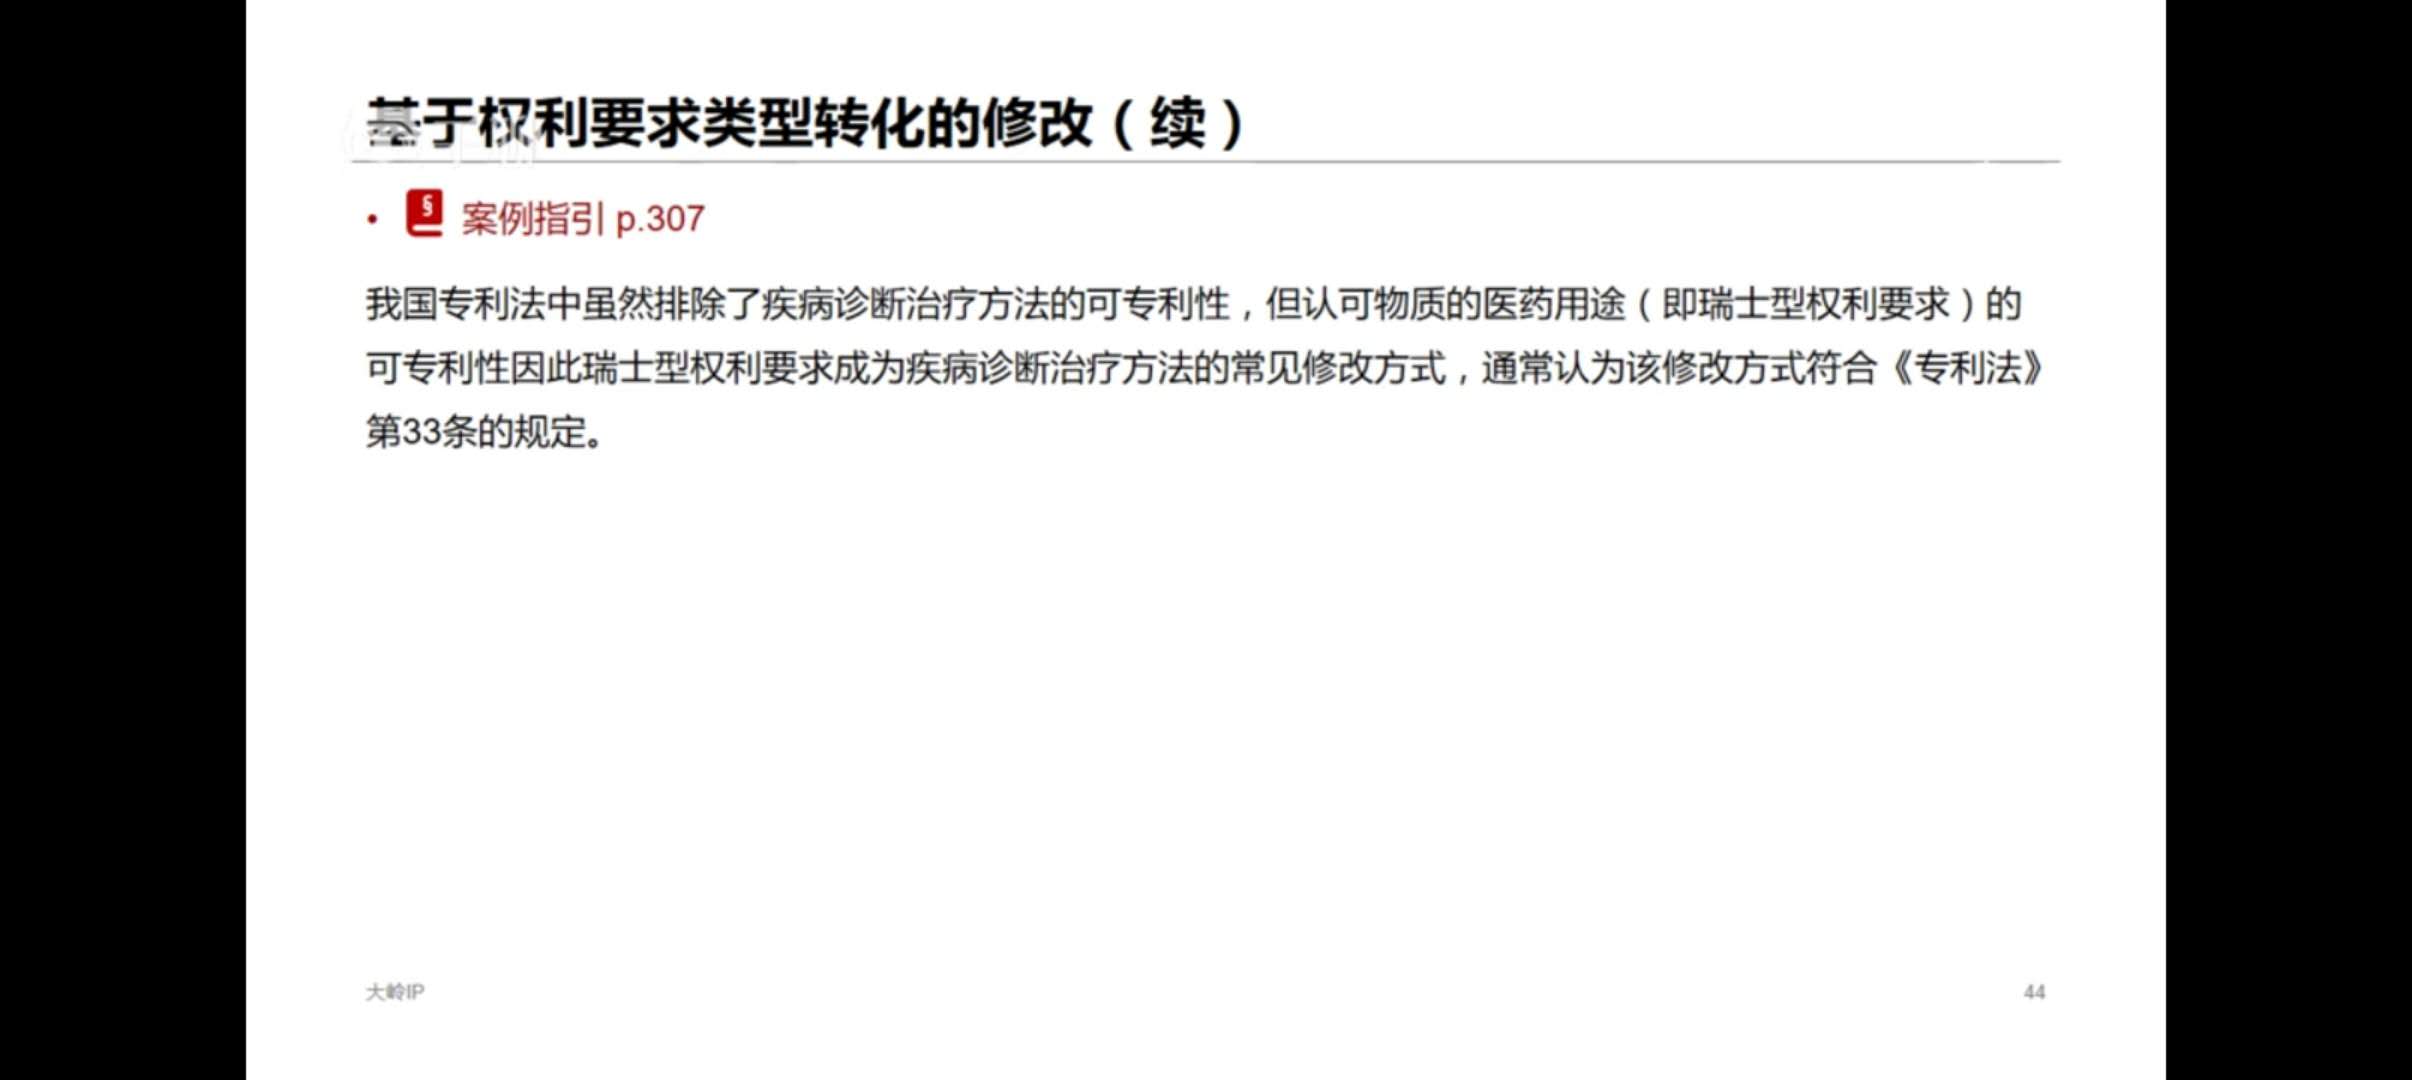 基于权利要求类型转化的修改（续）
• § 案例指引 p.307
我国专利法中虽然排除了疾病诊断治疗方法的可专利性，但认可物质的医药用途（即瑞士型权利要求）的
可专利性因此瑞士型权利要求成为疾病诊断治疗方法的常见修改方式，通常认为该修改方式符合《专利法》
第33条的规定。
大岭IP
44